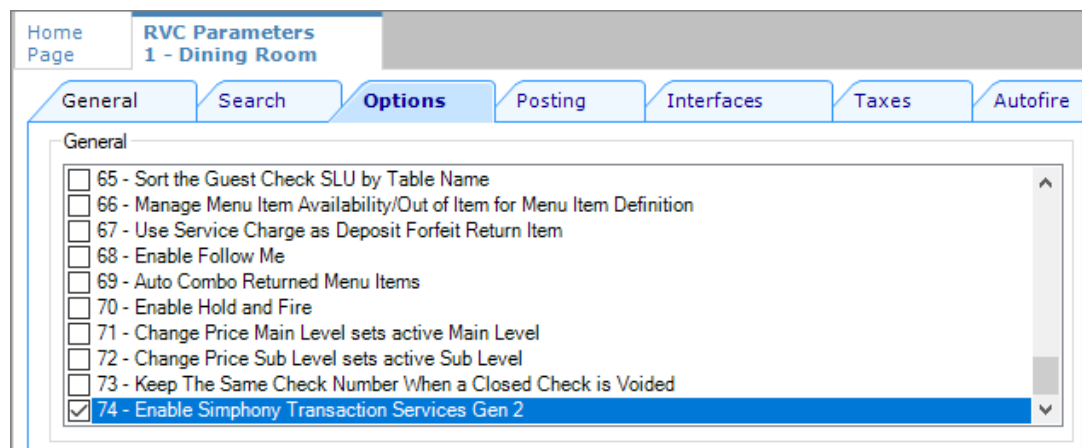 Home Page
RVC Parameters
1 - Dining Room
General
Search
Options
Posting
Interfaces
Taxes
Autofire
General
65 - Sort the Guest Check SLU by Table Name
66 - Manage Menu Item Availability/Out of Item for Menu Item Definition
67 - Use Service Charge as Deposit Forfeit Return Item
68 - Enable Follow Me
69 - Auto Combo Returned Menu Items
70 - Enable Hold and Fire
71 - Change Price Main Level sets active Main Level
72 - Change Price Sub Level sets active Sub Level
73 - Keep The Same Check Number When a Closed Check is Voided
74 - Enable Simphony Transaction Services Gen 2